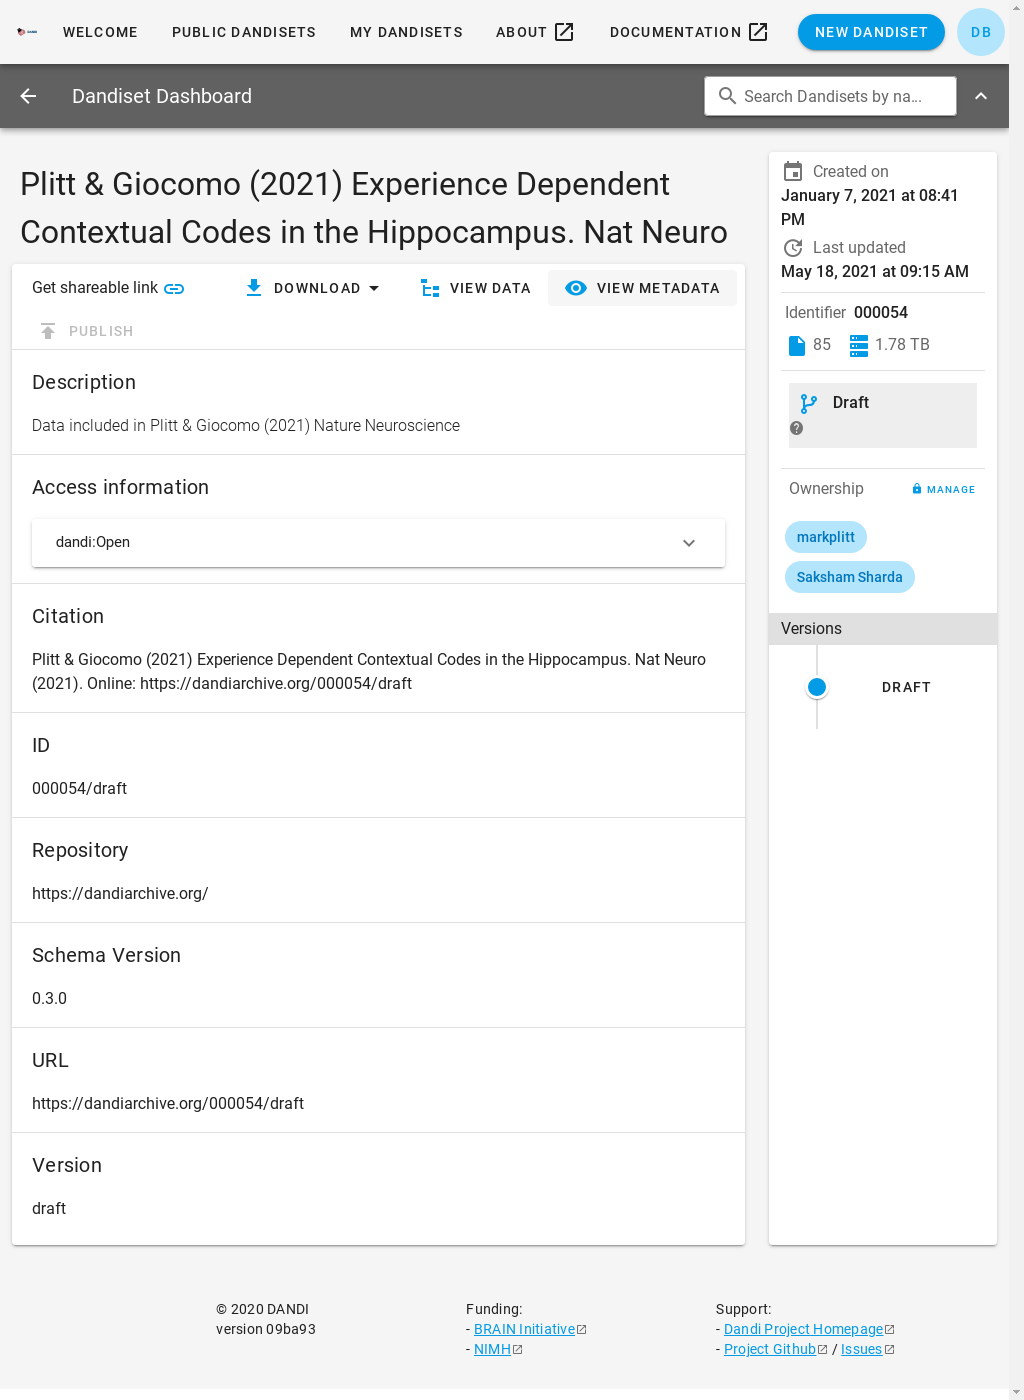 WELCOME
PUBLIC DANDISETS
MY DANDISETS
ABOUT
DOCUMENTATION
NEW DANDISET
DB
Dandiset Dashboard
Search Dandisets by na...
Plitt & Giocomo (2021) Experience Dependent
Contextual Codes in the Hippocampus. Nat Neuro
Get shareable link
DOWNLOAD
VIEW DATA
VIEW METADATA
PUBLISH
Description
Data included in Plitt & Giocomo (2021) Nature Neuroscience
Access information
dandi:Open
Citation
Plitt & Giocomo (2021) Experience Dependent Contextual Codes in the Hippocampus. Nat Neuro
(2021). Online: https://dandiarchive.org/000054/draft
ID
000054/draft
Repository
https://dandiarchive.org/
Schema Version
0.3.0
URL
https://dandiarchive.org/000054/draft
Version
draft
Created on
January 7, 2021 at 08:41
PM
Last updated
May 18, 2021 at 09:15 AM
Identifier 000054
85
1.78 TB
Draft
Ownership
MANAGE
markplitt
Saksham Sharda
Versions
DRAFT
© 2020 DANDI
version 09ba93
Funding:
- BRAIN Initiative
- NIMH
Support:
- Dandi Project Homepage
- Project Github / Issues